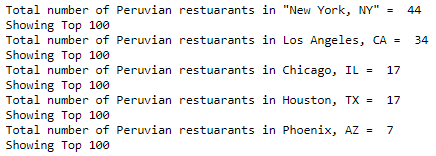 Total number of Peruvian restuarants in "New York, NY" =  44
Showing Top 100
Total number of Peruvian restuarants in Los Angeles, CA =  34
Showing Top 100
Total number of Peruvian restuarants in Chicago, IL =  17
Showing Top 100
Total number of Peruvian restuarants in Houston, TX =  17
Showing Top 100
Total number of Peruvian restuarants in Phoenix, AZ =  7
Showing Top 100